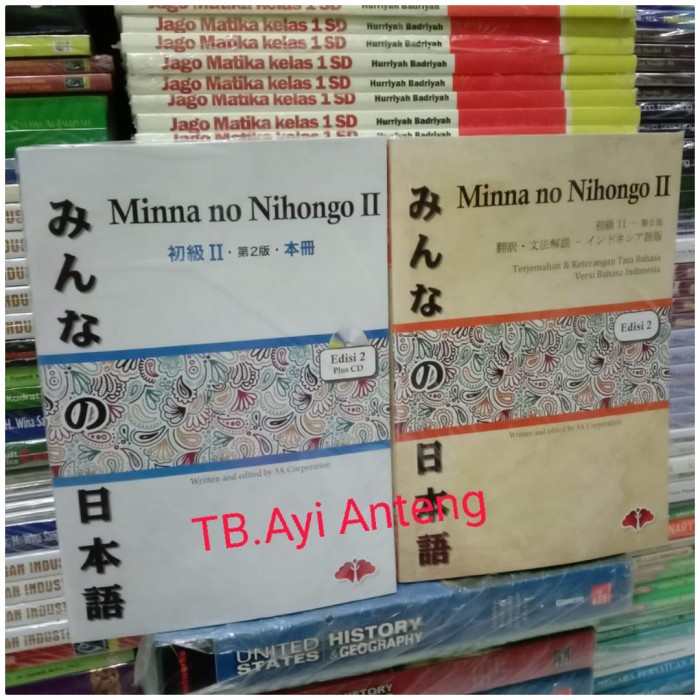 Jago Matika kelas 1 SD Hurriyah Badriyah
Jago Matika kelas 1 SD Hurriyah Badriyah
Jago Matika kelas 1 SD Hurriyah Badriyah
Jago Matika kelas 1 SD Hurriyah Badriyah
Jago Matika kelas 1 SD Hurriyah Badriyah
Jago Matika kelas 1 SD Hurriyah Badriyah
Jago Matika kelas 1 SD Hurriyah Badriyah
みんなの日本語
Minna no Nihongo II
初級 II・第2版・本冊
Edisi 2
Plus CD
Written and edited by 3A Corporation
みんなの日本語
Minna no Nihongo II
初級 II - 第2版
翻訳・文法解説 - インドネシア語版
Terjemahan & Keterangan Tata Bahasa
Versi Bahasa Indonesia
Edisi 2
Written and edited by 3A Corporation
TB.Ayi Anteng
UNITED STATES HISTORY & GEOGRAPHY
HISTORY